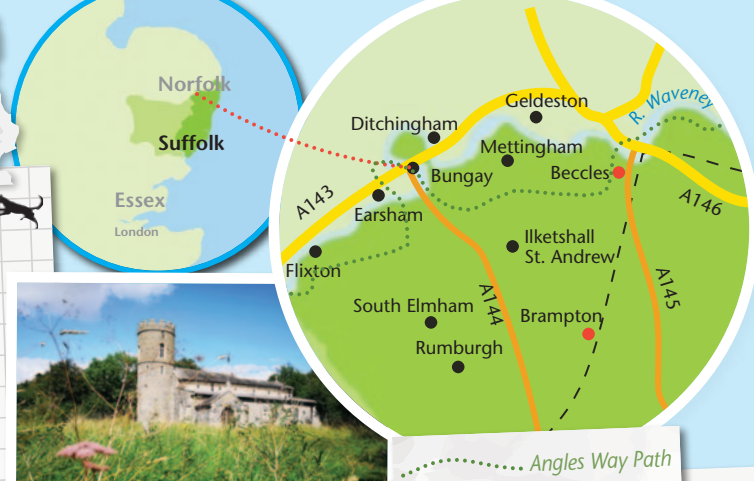 Norfolk
Suffolk
Essex
London
Geldeston
R. Waveney
Ditchingham
Mettingham
Bungay
Beccles
A143
A146
Earsham
Ilketshall
St. Andrew
Flixton
A145
South Elmham
A144
Brampton
Rumburgh
Angles Way Path